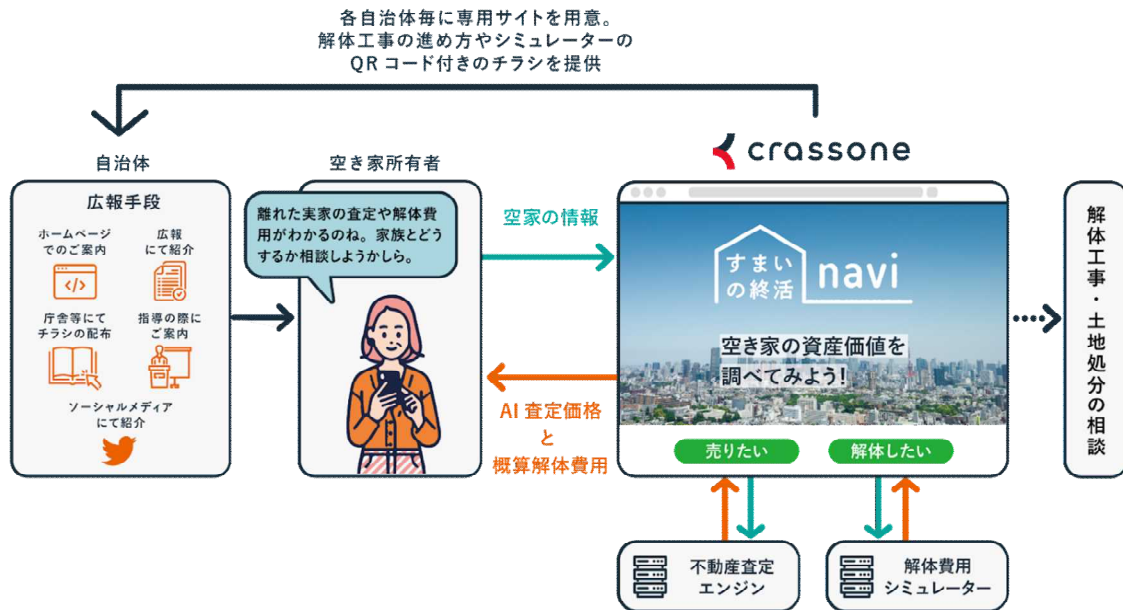 各自治体毎に専用サイトを用意。
解体工事の進め方やシミュレーターの
QRコード付きのチラシを提供
crassone
自治体
広報手段
ホームページ
でのご案内
広報
にて紹介
庁舎等にて
チラシの配布
指導の際に
ご案内
ソーシャルメディア
にて紹介
空き家所有者
離れた実家の査定や解体費
用がわかるのね。家族とどう
するか相談しようかしら。
空家の情報
AI査定価格
と
概算解体費用
すまい
の終活
navi
空き家の資産価値を
調べてみよう!
売りたい
解体したい
不動産査定
エンジン
解体費用
シミュレーター
解体工事・土地処分の相談